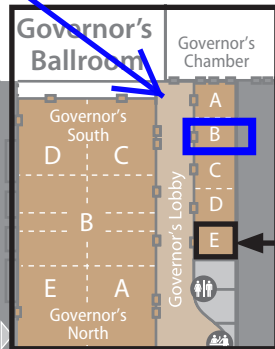 Governor's
Ballroom
Governor's
Chamber
Governor's
South
D C
B
E A
Governor's
North
Governor's Lobby
A
B
C
D
E